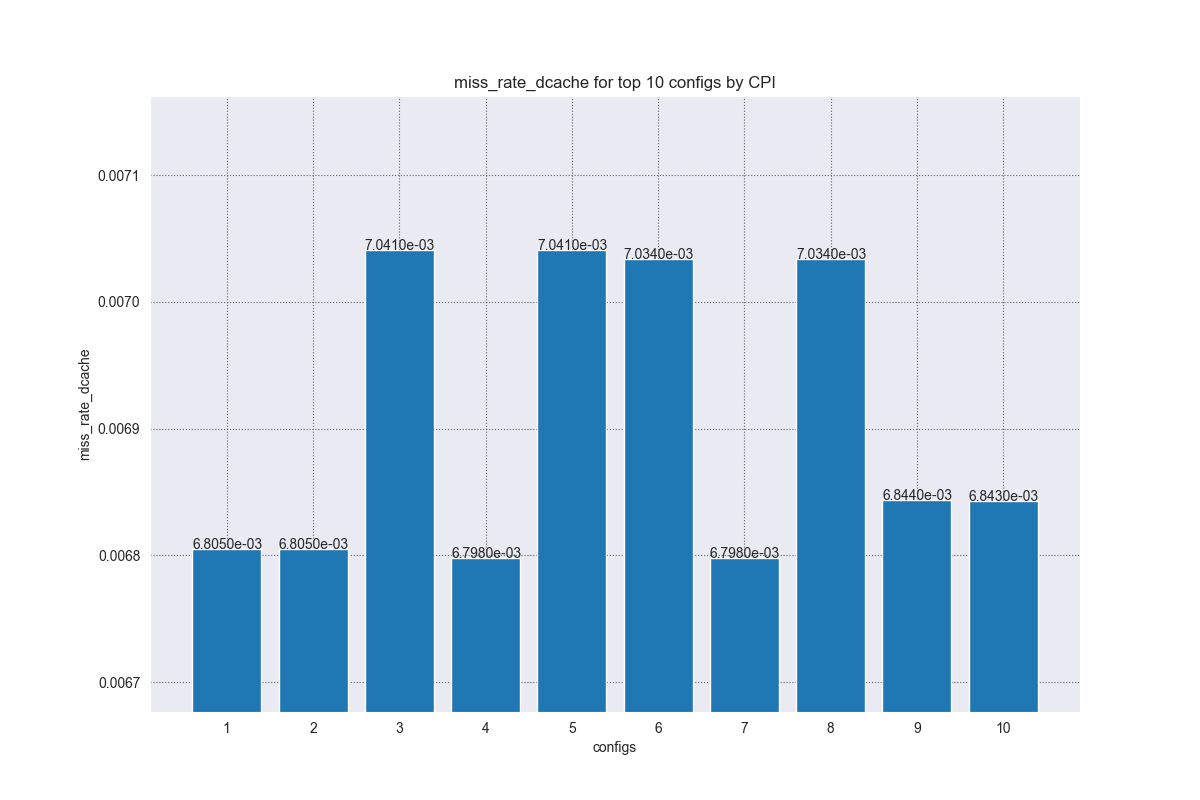 miss_rate_dcache for top 10 configs by CPI
0.0071
0.0070
0.0069
0.0068
0.0067
miss_rate_dcache
6.8050e-03
6.8050e-03
7.0410e-03
6.7980e-03
7.0410e-03
7.0340e-03
6.7980e-03
7.0340e-03
6.8440e-03
6.8430e-03
1 2 3 4 5 6 7 8 9 10
configs